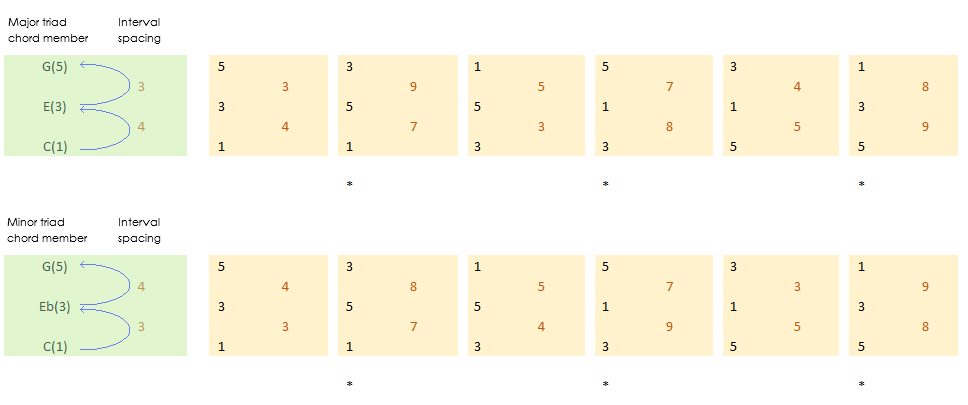 Major triad Interval
chord member spacing
G(5) 5 3 1 5 3 1
3 3 9 5 7 4 8
E(3) 3 5 5 1 1 3
4 4 7 3 8 5 9
C(1) 1 1 3 3 5 5
* * *
Minor triad Interval
chord member spacing
G(5) 5 3 1 5 3 1
4 4 8 5 7 3 9
Eb(3) 3 5 5 1 1 3
3 3 7 4 9 5 8
C(1) 1 1 3 3 5 5
* * *